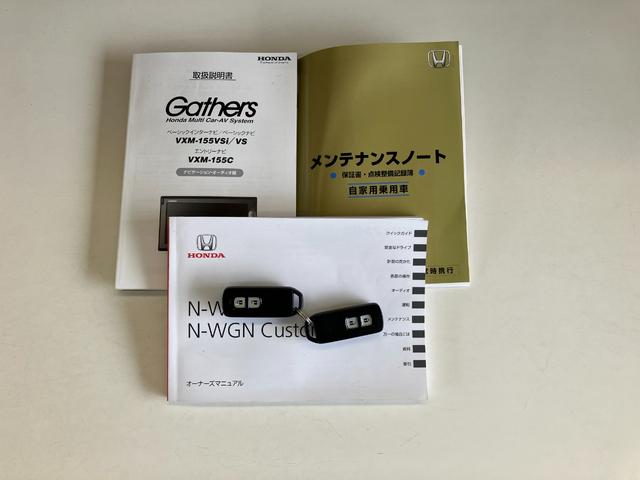 HONDA
取扱説明書
Gathers
Honda Multi Car-AV System
ベーシックインターナビ/ベーシックナビ
VXM-155VSi/VS
エントリーナビ
VXM-155C
ナビゲーション・オーディオ編
メンテナンスノート
保証書・点検整備記録簿
自家用乗用車
携行
HONDA
N-W
N-WGN Custo
オーナーズマニュアル
クイックガイド
安全なドライブ
計器の見かた
各部の操作
オーディオ
運転
メンテナンス
万一の場合には
資料
索引